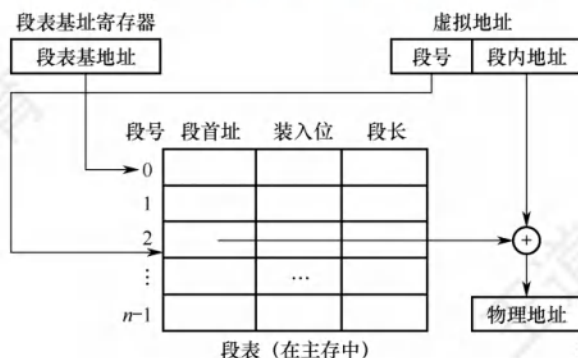 段表基址寄存器 虚拟地址
段表基地址 段号 段内地址
段号 段首址 装入位 段长
0
1
2
+
⋮ …
n-1 物理地址
段表（在主存中）